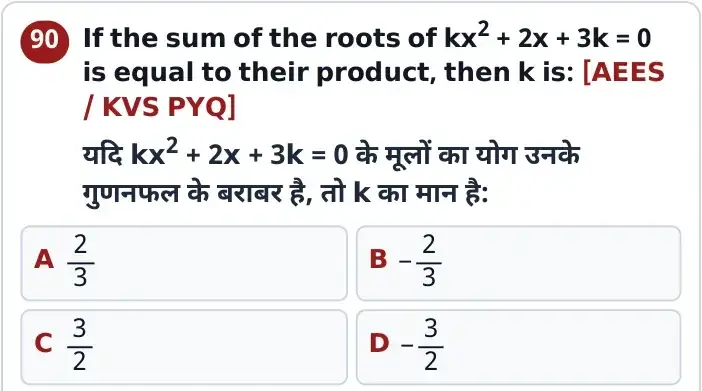 90 If the sum of the roots of kx² + 2x + 3k = 0
is equal to their product, then k is: [AEES
/ KVS PYQ]
यदि kx² + 2x + 3k = 0 के मूलों का योग उनके
गुणनफल के बराबर है, तो k का मान है:
A 2/3
B -2/3
C 3/2
D -3/2